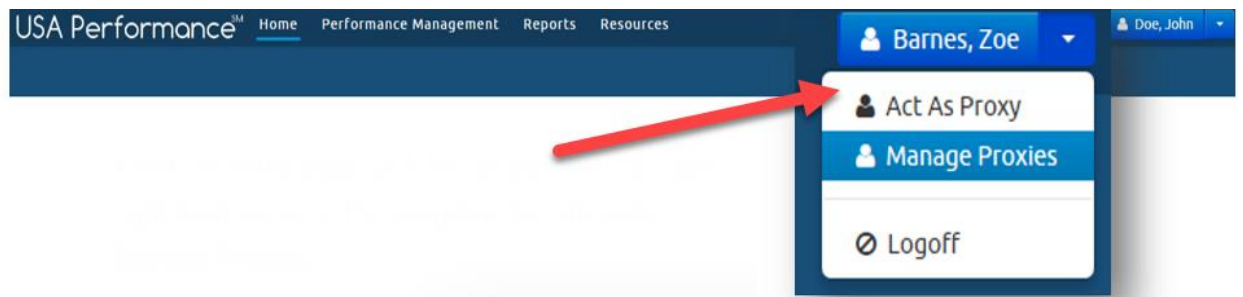 USA Performance℠ Home Performance Management Reports Resources
Barnes, Zoe
Doe, John
Act As Proxy
Manage Proxies
Logoff